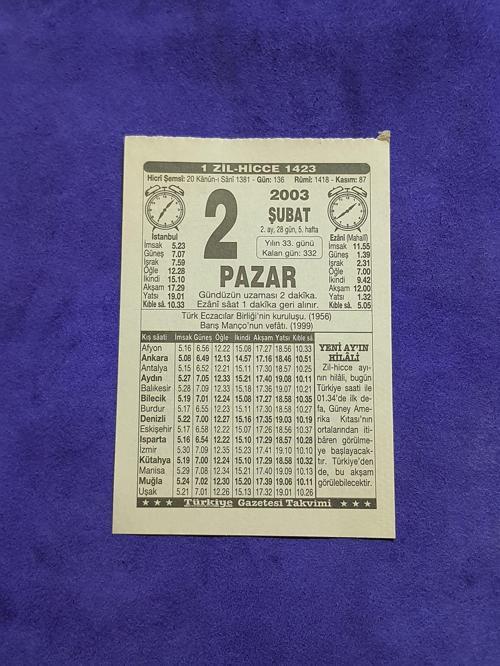 1 ZİL-HİCCE 1423
Hicrî Şemsî: 20 Kânûn-i Sânî 1381 - Gün: 136 Rûmî: 1418 - Kasım: 87
2
2003
ŞUBAT
2. ay, 28 gün, 5. hafta
Yılın 33. günü
Kalan gün: 332
İstanbul
İmsak 5.23
Güneş 7.07
İşrak 7.59
Öğle 12.28
İkindi 15.10
Akşam 17.29
Yatsı 19.01
Kıble sâ. 10.33
Ezânî (Mahallî)
İmsak 11.55
Güneş 1.39
İşrak 2.31
Öğle 7.00
İkindi 9.42
Akşam 12.00
Yatsı 1.32
Kıble sâ. 5.05
PAZAR
Gündüzün uzaması 2 dakîka.
Ezânî sâat 1 dakîka geri alınır.
Türk Eczacılar Birliği'nin kuruluşu. (1956)
Barış Manço'nun vefâtı. (1999)
Kış sâati İmsak Güneş Öğle İkindi Akşam Yatsı Kıble sâ.
Afyon 5.16 6.56 12.22 15.08 17.27 18.56 10.33
Ankara 5.08 6.49 12.13 14.57 17.16 18.46 10.51
Antalya 5.15 6.52 12.21 15.11 17.30 18.57 10.25
Aydın 5.27 7.05 12.33 15.21 17.40 19.08 10.11
Balıkesir 5.28 7.09 12.33 15.16 17.35 19.06 10.13
Bilecik 5.19 7.01 12.24 15.08 17.27 18.58 10.35
Burdur 5.17 6.55 12.23 15.11 17.30 18.58 10.27
Denizli 5.22 7.00 12.27 15.16 17.35 19.03 10.19
Eskişehir 5.17 6.58 12.22 15.07 17.26 18.56 10.37
Isparta 5.16 6.54 12.22 15.10 17.29 18.57 10.28
İzmir 5.30 7.09 12.35 15.23 17.41 19.10 10.10
Kütahya 5.19 7.00 12.24 15.10 17.29 18.58 10.32
Manisa 5.29 7.08 12.34 15.21 17.40 19.09 10.13
Muğla 5.24 7.02 12.30 15.20 17.39 19.06 10.11
Uşak 5.21 7.01 12.26 15.13 17.32 19.01 10.26
YENİ AY'IN
HİLÂLİ
Zil-hicce ayı-
nın hilâli, bugün
Türkiye saati ile
01.34'de ilk de-
fa, Güney Ame-
rika Kıtası'nın
ortalarından iti-
bâren görülme-
ye başlayacak-
tır. Türkiye'den
de, bu akşam
görülebilecektir.
Türkiye Gazetesi Takvimi